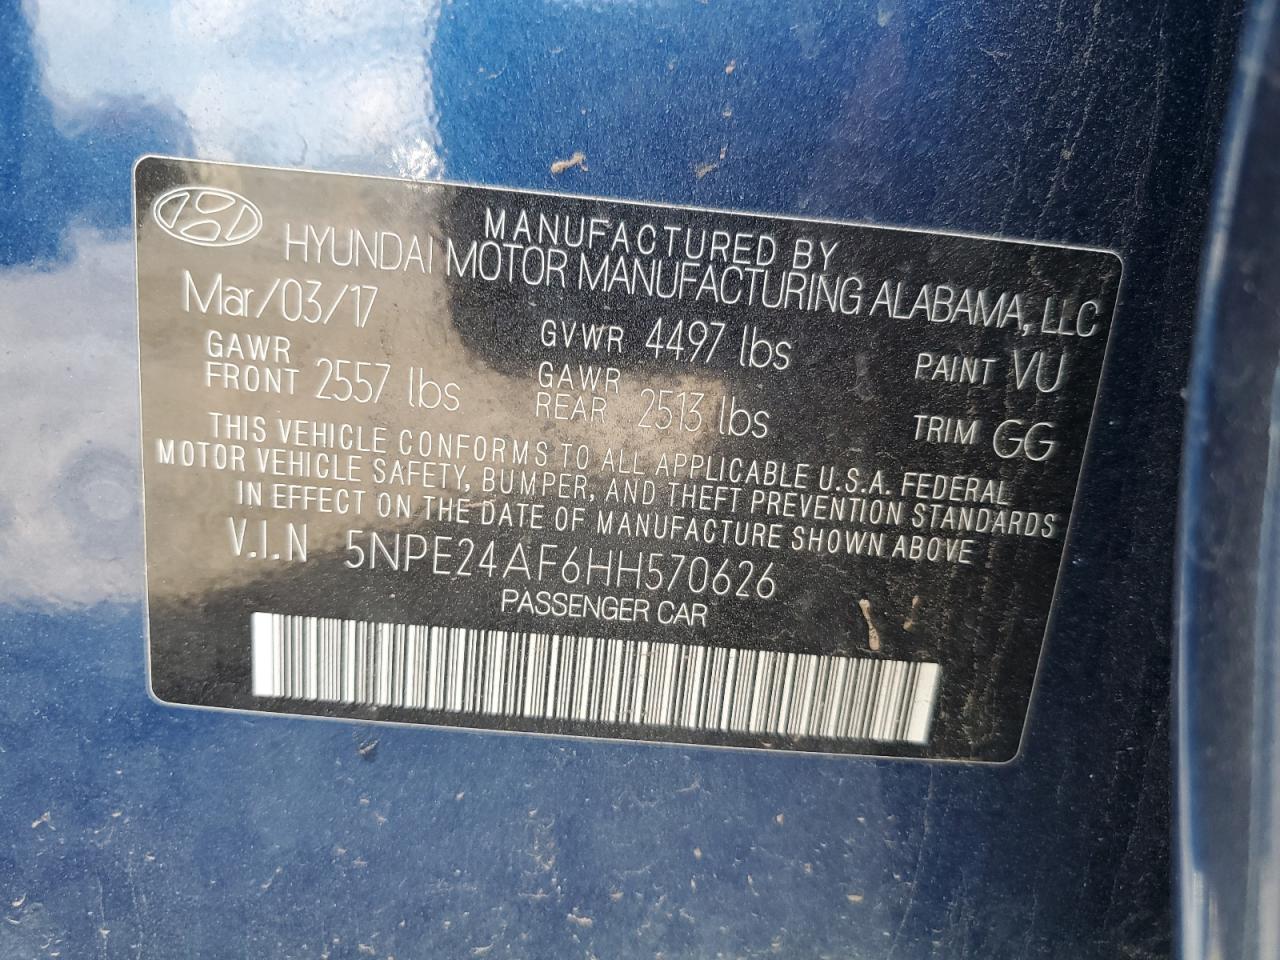 MANUFACTURED BY
HYUNDAI MOTOR MANUFACTURING ALABAMA, LLC
Mar/03/17 GVWR 4497 lbs PAINT VU
GAWR FRONT 2557 lbs GAWR REAR 2513 lbs TRIM GG
THIS VEHICLE CONFORMS TO ALL APPLICABLE U.S.A. FEDERAL
MOTOR VEHICLE SAFETY, BUMPER, AND THEFT PREVENTION STANDARDS
IN EFFECT ON THE DATE OF MANUFACTURE SHOWN ABOVE
V.I.N 5NPE24AF6HH570626
PASSENGER CAR